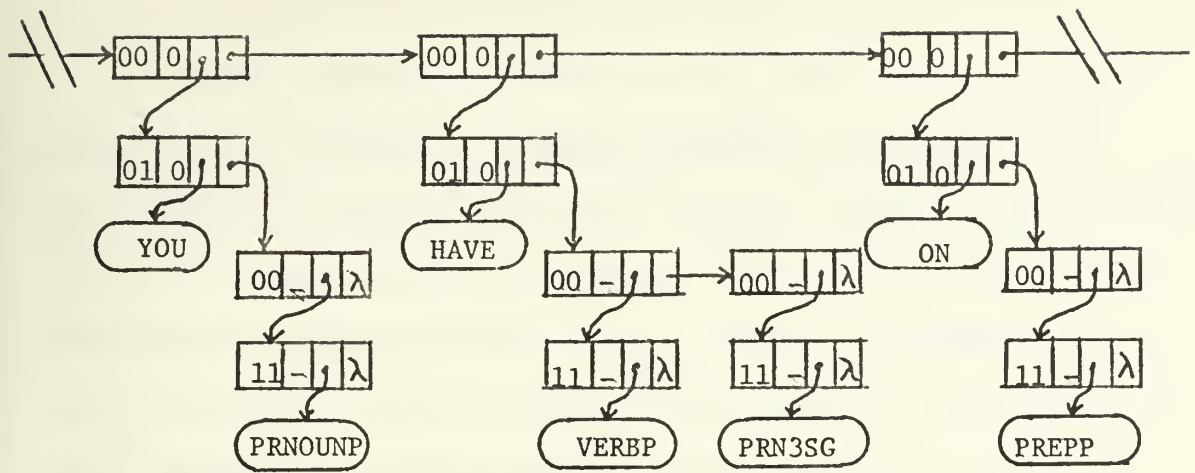 00 0 00 0 00 0
01 0 01 0 01 0
YOU HAVE ON
00 - λ 00 - 00 - λ 00 - λ
11 - λ 11 - λ 11 - λ 11 - λ
PRNOUNP VERBP PRN3SG PREPP